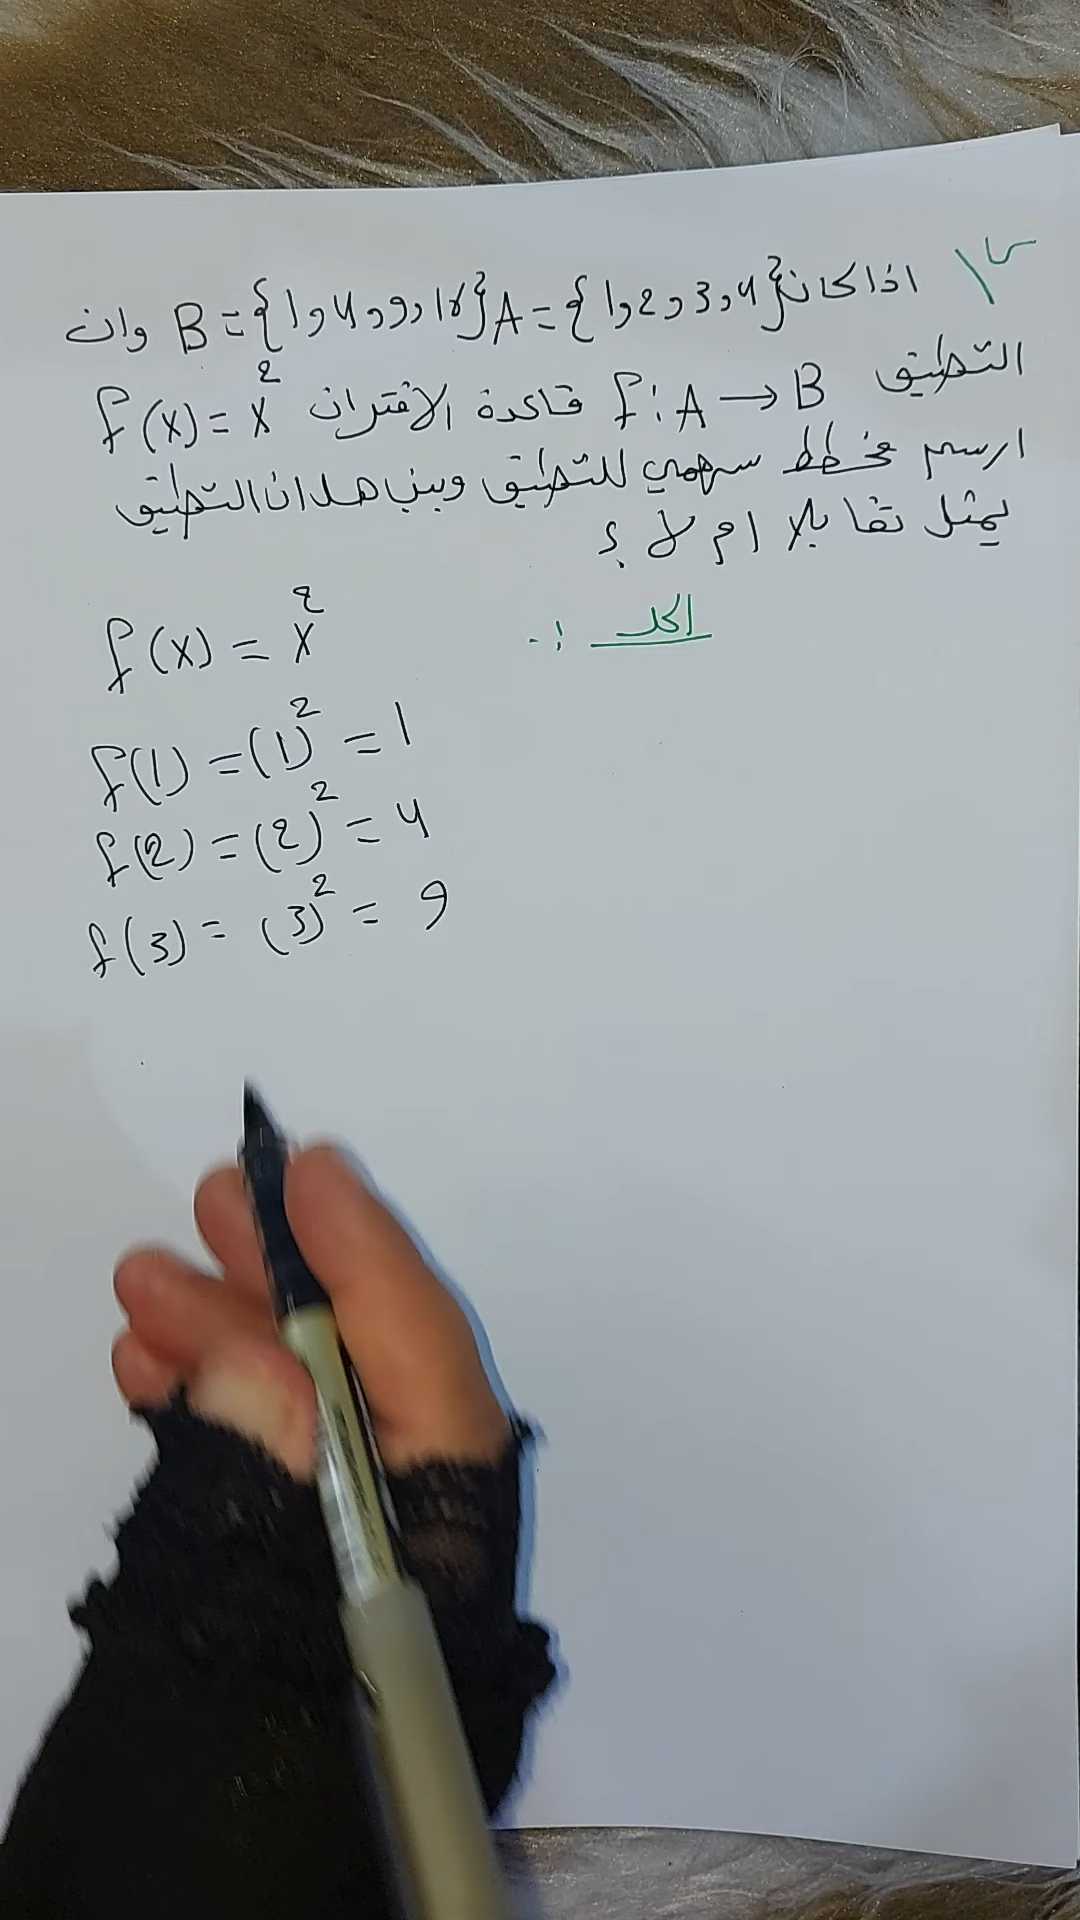 س١ اذا كان A={1,2,3,4} B={1,4,9,16} وان
التطبيق f:A→B قاعدة الاقتران f(x)=x²
ارسم مخطط سهمي للتطبيق وبين هل ان التطبيق
يمثل تقابلا ام لا ؟
الحل :.
f(x) = x²
f(1) = (1)² = 1
f(2) = (2)² = 4
f(3) = (3)² = 9